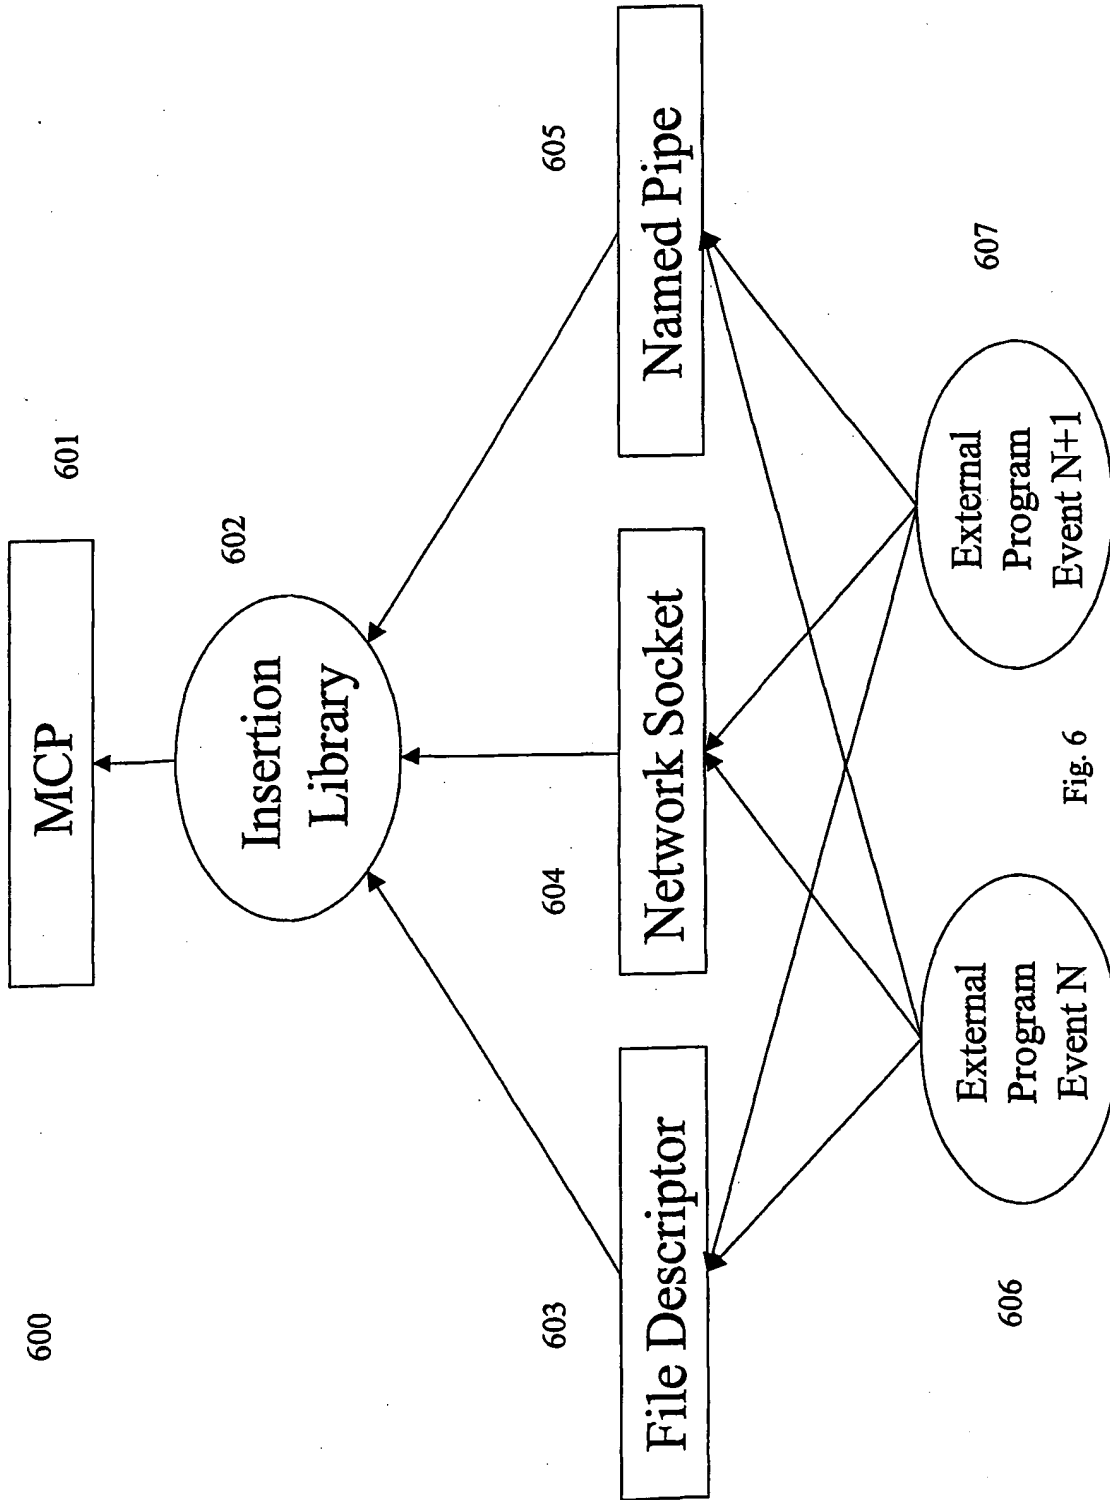 600
601
MCP
602
Insertion
Library
603
604
605
File Descriptor
Network Socket
Named Pipe
606
External
Program
Event N
External
Program
Event N+1
607
Fig. 6